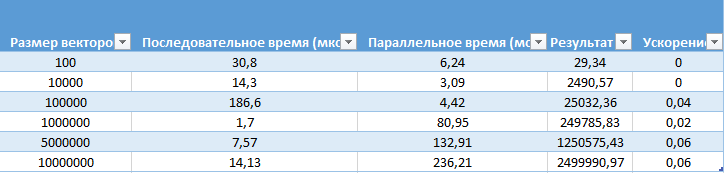 Размер векторо Последовательное время (мкс Параллельное время (мс Результат Ускорение
100 30,8 6,24 29,34 0
10000 14,3 3,09 2490,57 0
100000 186,6 4,42 25032,36 0,04
1000000 1,7 80,95 249785,83 0,02
5000000 7,57 132,91 1250575,43 0,06
10000000 14,13 236,21 2499990,97 0,06